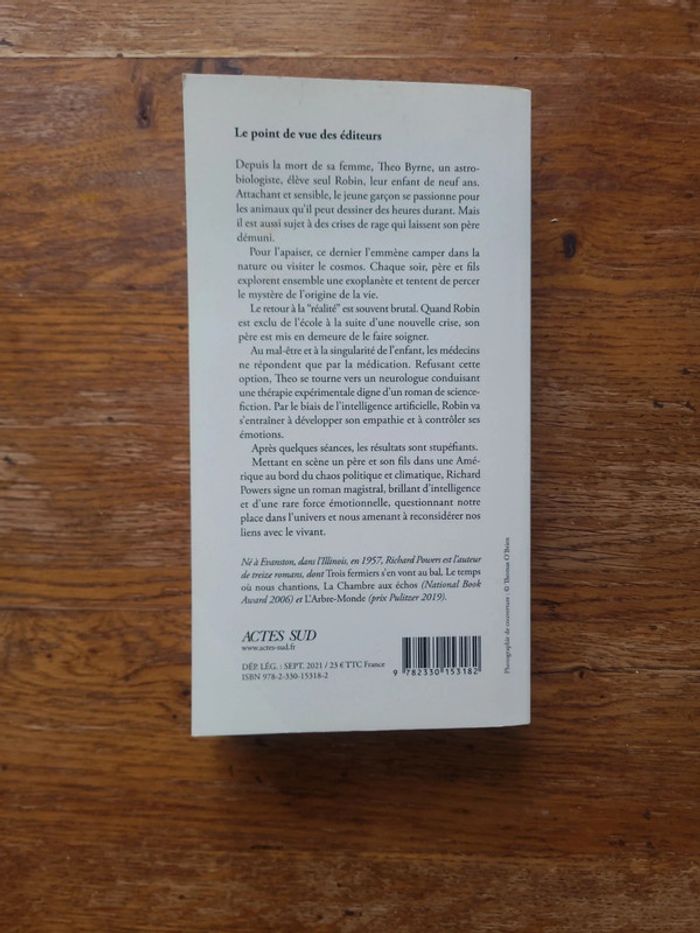 Le point de vue des éditeurs
Depuis la mort de sa femme, Theo Byrne, un astro-
biologiste, élève seul Robin, leur enfant de neuf ans.
Attachant et sensible, le jeune garçon se passionne pour
les animaux qu'il peut dessiner des heures durant. Mais
il est aussi sujet à des crises de rage qui laissent son père
démuni.
Pour l'apaiser, ce dernier l'emmène camper dans la
nature ou visiter le cosmos. Chaque soir, père et fils
explorent ensemble une exoplanète et tentent de percer
le mystère de l'origine de la vie.
Le retour à la "réalité" est souvent brutal. Quand Robin
est exclu de l'école à la suite d'une nouvelle crise, son
père est mis en demeure de le faire soigner.
Au mal-être et à la singularité de l'enfant, les médecins
ne répondent que par la médication. Refusant cette
option, Theo se tourne vers un neurologue conduisant
une thérapie expérimentale digne d'un roman de science-
fiction. Par le biais de l'intelligence artificielle, Robin va
s'entraîner à développer son empathie et à contrôler ses
émotions.
Après quelques séances, les résultats sont stupéfiants.
Mettant en scène un père et son fils dans une Amé-
rique au bord du chaos politique et climatique, Richard
Powers signe un roman magistral, brillant d'intelligence
et d'une rare force émotionnelle, questionnant notre
place dans l'univers et nous amenant à reconsidérer nos
liens avec le vivant.
Né à Evanston, dans l'Illinois, en 1957, Richard Powers est l'auteur
de treize romans, dont Trois fermiers s'en vont au bal, Le temps
où nous chantions, La Chambre aux échos (National Book
Award 2006) et L'Arbre-Monde (prix Pulitzer 2019).
ACTES SUD
www.actes-sud.fr
DÉP. LÉG. : SEPT. 2021 / 23 € TTC France
ISBN 978-2-330-15318-2
9 782330 153182
Photographie de couverture : © Thomas O'Brien